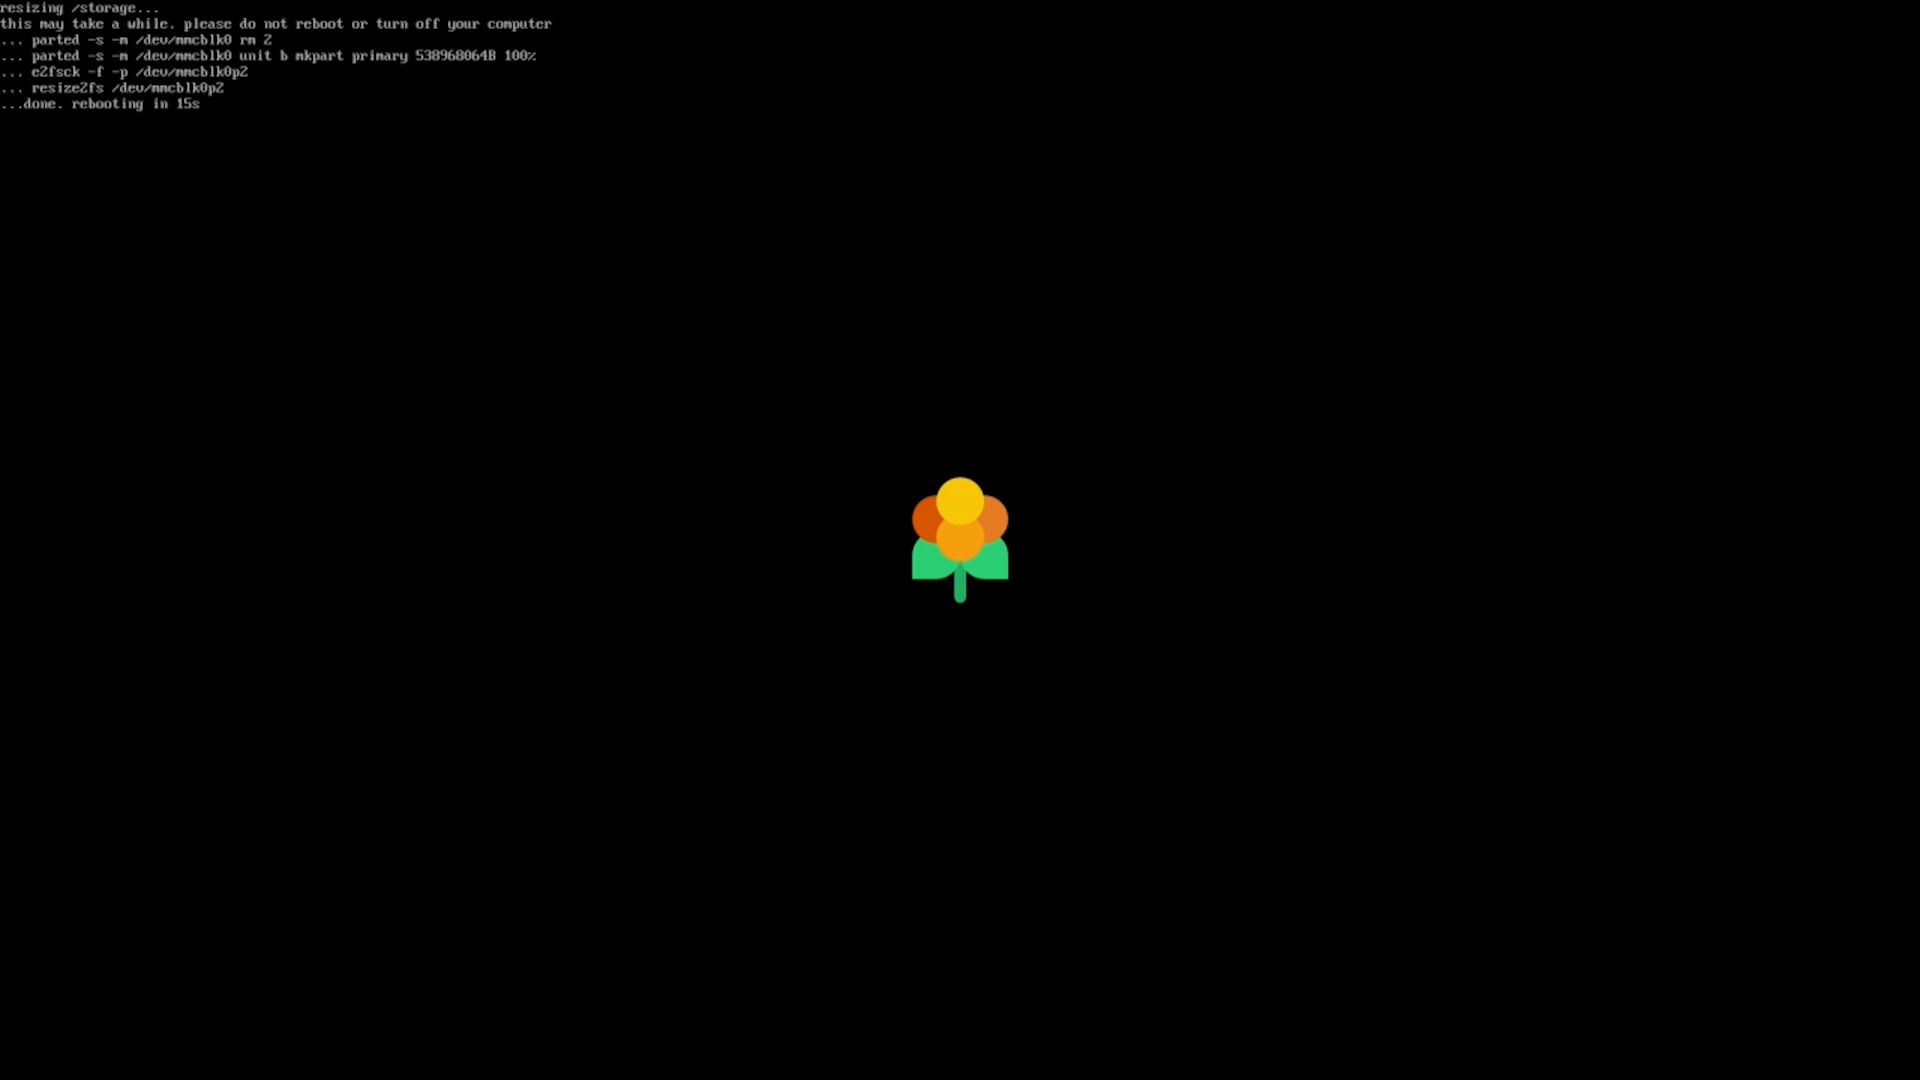 resizing /storage...
this may take a while. please do not reboot or turn off your computer
... parted -s -m /dev/mmcblk0 rm 2
... parted -s -m /dev/mmcblk0 unit b mkpart primary 538968064B 100%
... e2fsck -f -p /dev/mmcblk0p2
... resize2fs /dev/mmcblk0p2
...done. rebooting in 15s